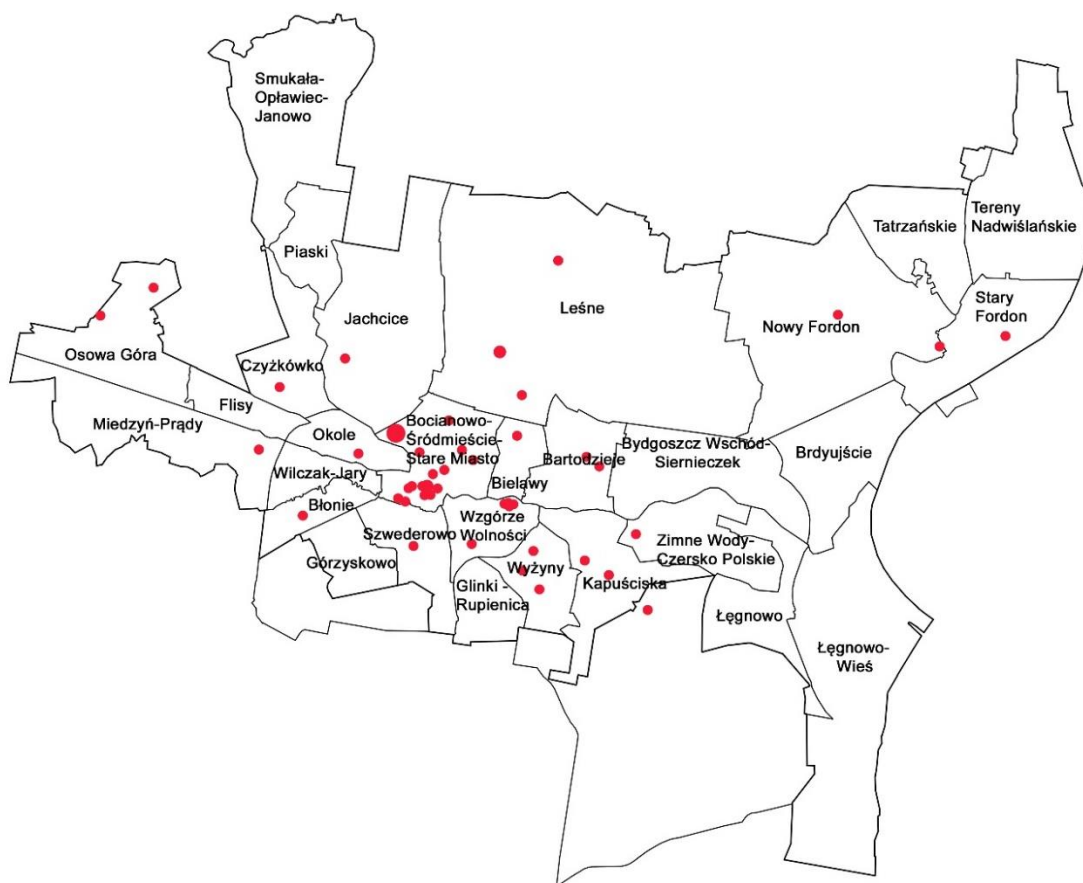 Smukała-
Opławiec-
Janowo
Piaski
Tatrzańskie
Tereny
Nadwiślańskie
Jachcice
Leśne
Nowy Fordon
Stary
Fordon
Osowa Góra
Czyżkówko
Flisy
Miedzyń-Prądy
Okole
Bocianowo-
Śródmieście-
Stare Miasto
Bartodzieje
Bydgoszcz Wschód-
Siernieczek
Brdyujście
Wilczak-Jary
Bielawy
Błonie
Szwederowo
Wzgórze
Wolności
Zimne Wody-
Czersko Polskie
Górzyskowo
Wyżyny
Kapuściska
Glinki -
Rupienica
Łęgnowo
Łęgnowo-
Wieś